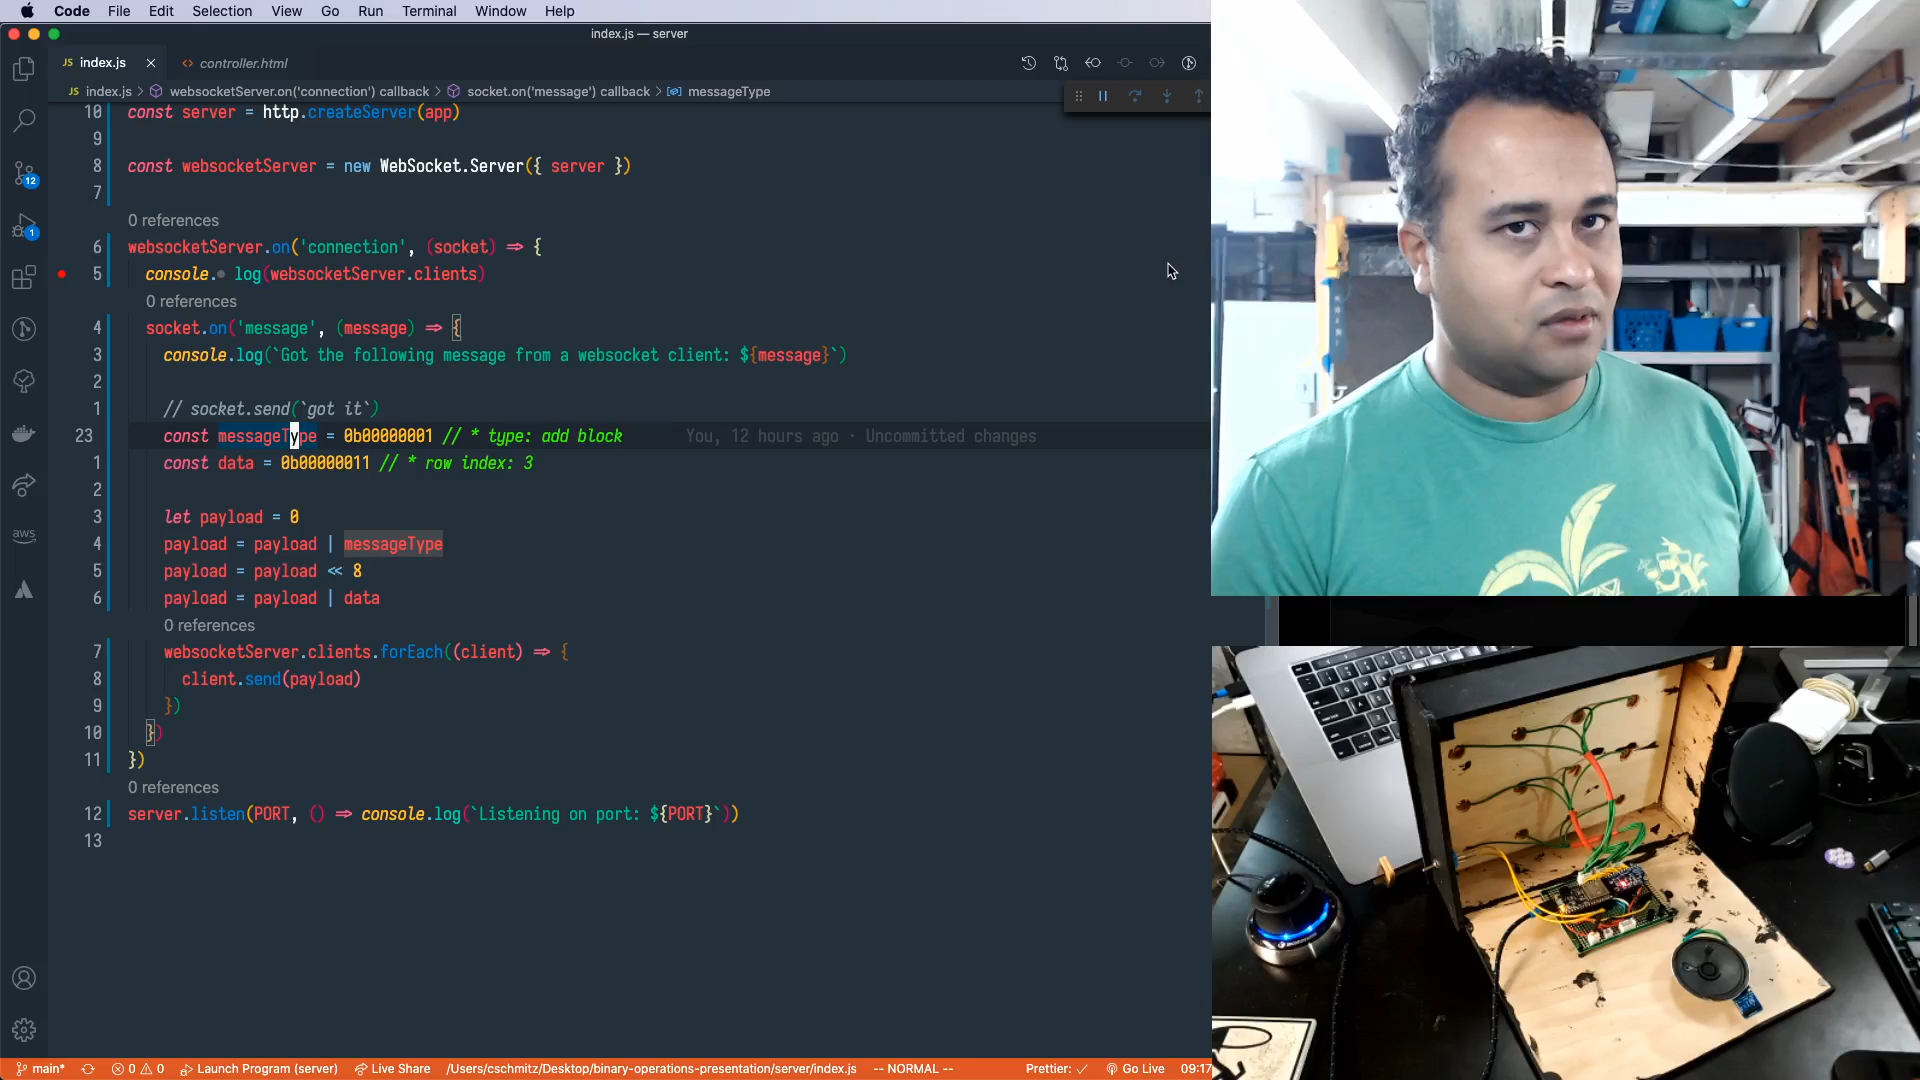 Code File Edit Selection View Go Run Terminal Window Help
index.js — server
JS index.js × <> controller.html
JS index.js > websocketServer.on('connection') callback > socket.on('message') callback > messageType
10 const server = http.createServer(app)
9
8 const websocketServer = new WebSocket.Server({ server })
7
0 references
6 websocketServer.on('connection', (socket) => {
5 console. log(websocketServer.clients)
0 references
4 socket.on('message', (message) => {
3 console.log(`Got the following message from a websocket client: ${message}`)
2
1 // socket.send(`got it`)
23 const messageType = 0b00000001 // * type: add block You, 12 hours ago · Uncommitted changes
1 const data = 0b00000011 // * row index: 3
2
3 let payload = 0
4 payload = payload | messageType
5 payload = payload << 8
6 payload = payload | data
0 references
7 websocketServer.clients.forEach((client) => {
8 client.send(payload)
9 })
10 })
11 })
0 references
12 server.listen(PORT, () => console.log(`Listening on port: ${PORT}`))
13
12
1
aws
main* 0 0 Launch Program (server) Live Share /Users/cschmitz/Desktop/binary-operations-presentation/server/index.js -- NORMAL -- Prettier: ✓ Go Live 09:17